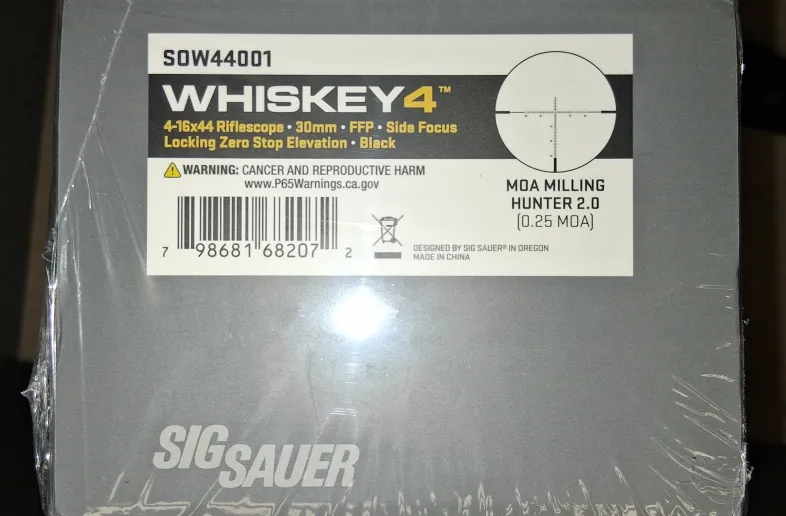 SOW44001
WHISKEY4™
4-16x44 Riflescope • 30mm • FFP • Side Focus
Locking Zero Stop Elevation • Black
WARNING: CANCER AND REPRODUCTIVE HARM
www.P65Warnings.ca.gov
MOA MILLING
HUNTER 2.0
(0.25 MOA)
7 98681 68207 2
DESIGNED BY SIG SAUER® IN OREGON
MADE IN CHINA
SIG SAUER